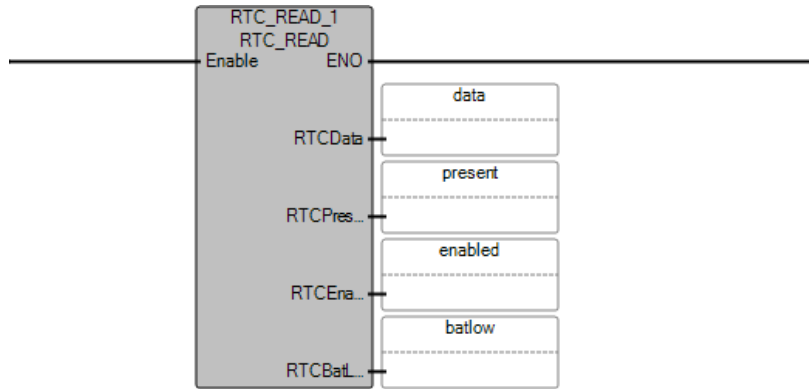 RTC_READ_1
RTC_READ
Enable ENO
data
RTCData
present
RTCPres...
enabled
RTCEna...
batlow
RTCBatL...